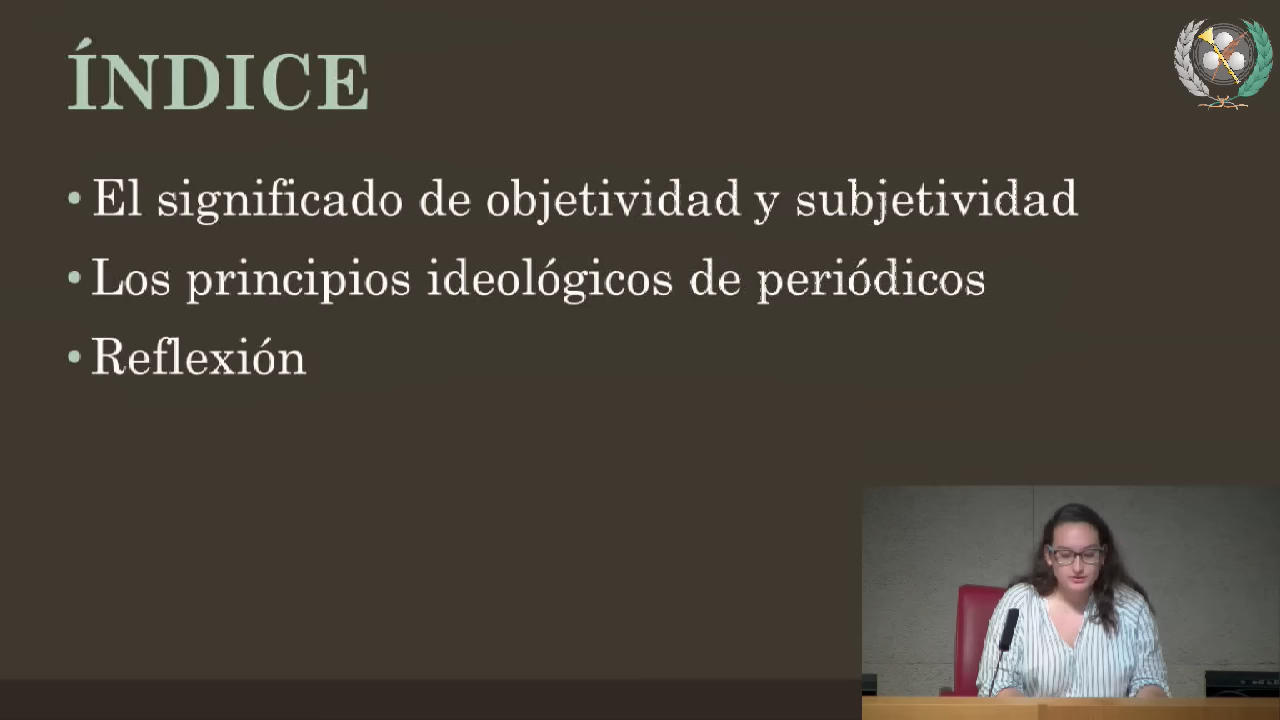 ÍNDICE
• El significado de objetividad y subjetividad
• Los principios ideológicos de periódicos
• Reflexión